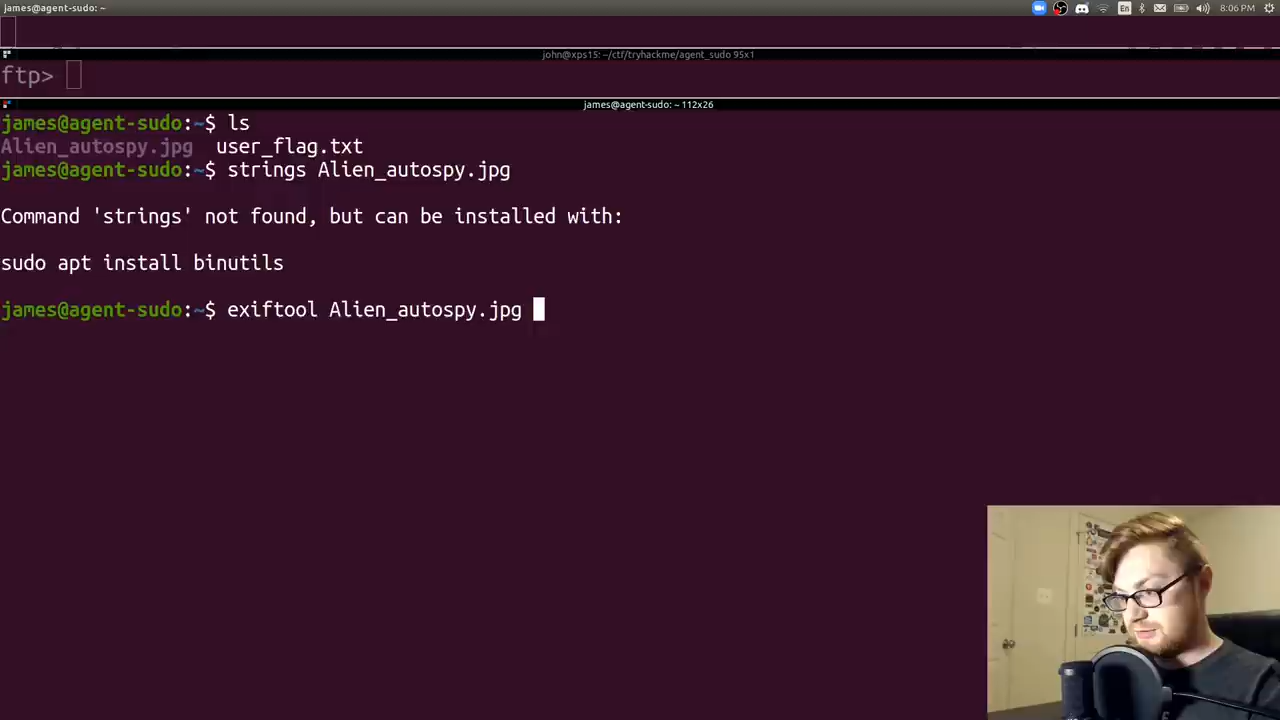 james@agent-sudo: ~
En
8:06 PM
john@xps15: ~/ctf/tryhackme/agent_sudo 95x1
ftp>
james@agent-sudo: ~ 112x26
james@agent-sudo:~$ ls
Alien_autospy.jpg  user_flag.txt
james@agent-sudo:~$ strings Alien_autospy.jpg
Command 'strings' not found, but can be installed with:
sudo apt install binutils
james@agent-sudo:~$ exiftool Alien_autospy.jpg